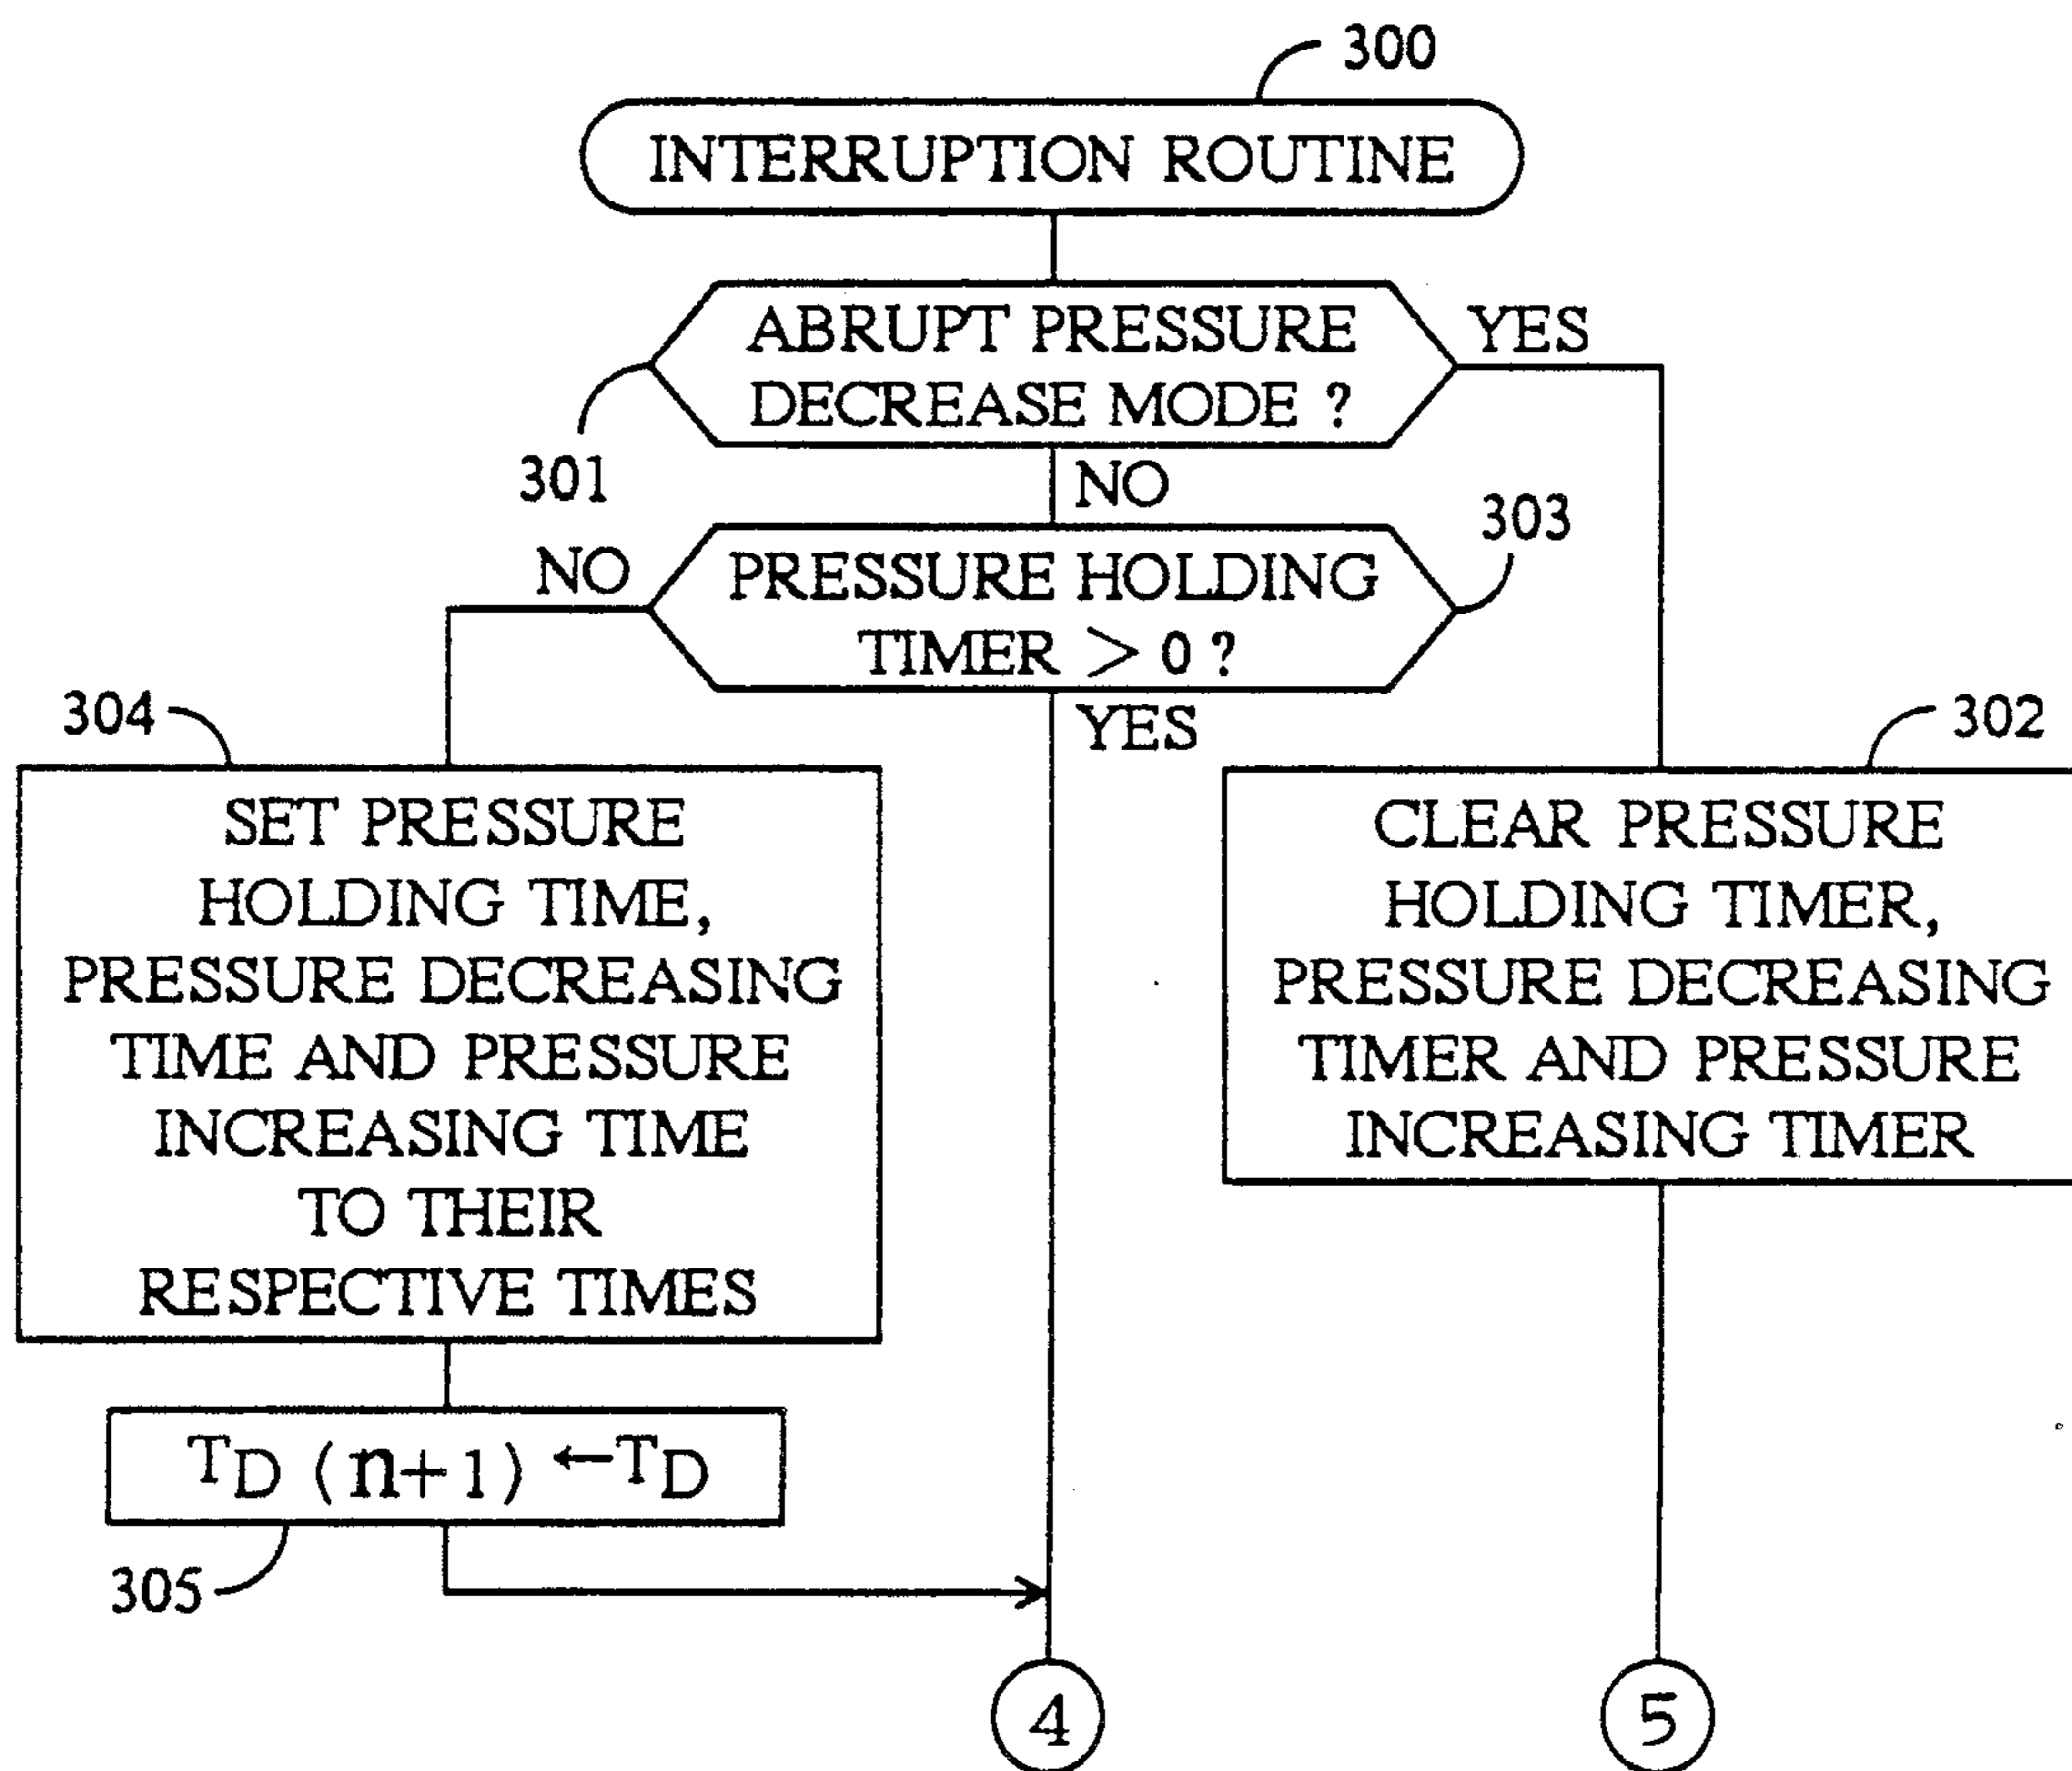 300
INTERRUPTION ROUTINE
ABRUPT PRESSURE
DECREASE MODE ?
YES
301
NO
303
NO
PRESSURE HOLDING
TIMER > 0 ?
YES
304
302
SET PRESSURE
HOLDING TIME,
PRESSURE DECREASING
TIME AND PRESSURE
INCREASING TIME
TO THEIR
RESPECTIVE TIMES
CLEAR PRESSURE
HOLDING TIMER,
PRESSURE DECREASING
TIMER AND PRESSURE
INCREASING TIMER
TD (n+1) ←TD
305
4
5